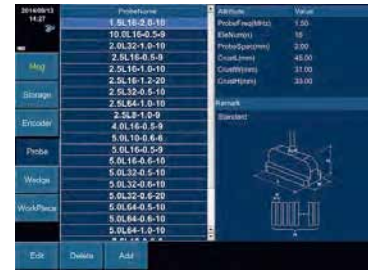 2014/08/13
14:27
Msg
Storage
Encoder
Probe
Wedge
WorkPiece
ProbeName
1.5L16-2.0-10
10.0L16-0.5-9
2.0L32-1.0-10
2.5L16-0.5-9
2.5L16-1.0-10
2.5L16-1.2-20
2.5L32-0.5-10
2.5L64-1.0-10
2.5L8-1.0-9
4.0L16-0.5-9
5.0L10-0.6-6
5.0L16-0.5-9
5.0L16-0.6-10
5.0L32-0.5-10
5.0L32-0.6-10
5.0L32-0.6-20
5.0L64-0.5-10
5.0L64-0.6-10
5.0L64-1.0-10
Attribute Value
ProbeFreq(MHz) 1.50
EleNum(n) 16
ProbeSpan(mm) 2.00
CrustL(mm) 45.00
CrustW(mm) 31.00
CrustH(mm) 33.00
Remark
Standard
Edit Delete Add